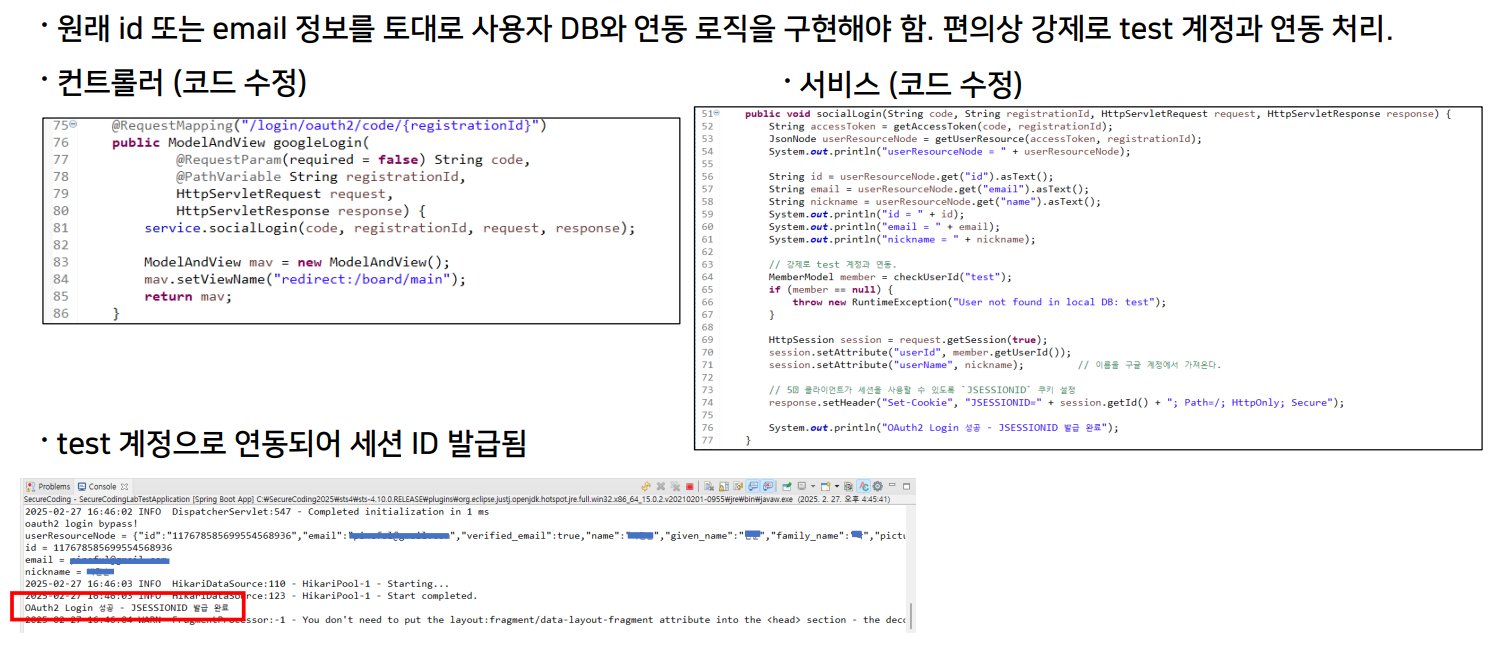 · 원래 id 또는 email 정보를 토대로 사용자 DB와 연동 로직을 구현해야 함. 편의상 강제로 test 계정과 연동 처리.
· 컨트롤러 (코드 수정)
75 @RequestMapping("/login/oauth2/code/{registrationId}")
76 public ModelAndView googleLogin(
77 @RequestParam(required = false) String code,
78 @PathVariable String registrationId,
79 HttpServletRequest request,
80 HttpServletResponse response) {
81 service.socialLogin(code, registrationId, request, response);
82
83 ModelAndView mav = new ModelAndView();
84 mav.setViewName("redirect:/board/main");
85 return mav;
86 }
· 서비스 (코드 수정)
51 public void socialLogin(String code, String registrationId, HttpServletRequest request, HttpServletResponse response) {
52 String accessToken = getAccessToken(code, registrationId);
53 JsonNode userResourceNode = getUserResource(accessToken, registrationId);
54 System.out.println("userResourceNode = " + userResourceNode);
55
56 String id = userResourceNode.get("id").asText();
57 String email = userResourceNode.get("email").asText();
58 String nickname = userResourceNode.get("name").asText();
59 System.out.println("id = " + id);
60 System.out.println("email = " + email);
61 System.out.println("nickname = " + nickname);
62
63 // 강제로 test 계정과 연동.
64 MemberModel member = checkUserId("test");
65 if (member == null) {
66 throw new RuntimeException("User not found in local DB: test");
67 }
68
69 HttpSession session = request.getSession(true);
70 session.setAttribute("userId", member.getUserId());
71 session.setAttribute("userName", nickname); // 이름을 구글 계정에서 가져온다.
72
73 // 클라이언트가 세션을 사용할 수 있도록 `JSESSIONID` 쿠키 설정
74 response.setHeader("Set-Cookie", "JSESSIONID=" + session.getId() + "; Path=/; HttpOnly; Secure");
75
76 System.out.println("OAuth2 Login 성공 - JSESSIONID 발급 완료");
77 }
· test 계정으로 연동되어 세션 ID 발급됨
Problems Console
SecureCoding - SecureCodingLabTestApplication [Spring Boot App] C:₩SecureCoding2025₩sts4₩sts-4.10.0.RELEASE₩plugins₩org.eclipse.justj.openjdk.hotspot.jre.full.win32.x86_64_15.0.2.v20210201-0955₩jre₩bin₩javaw.exe (2025. 2. 27. 오후 4:45:41)
2025-02-27 16:46:02 INFO DispatcherServlet:547 - Completed initialization in 1 ms
oauth2 login bypass!
userResourceNode = {"id":"117678585699554568936","email":" ","verified_email":true,"name":" ","given_name":" ","family_name":" ","pictu
id = 117678585699554568936
email =
nickname =
2025-02-27 16:46:03 INFO HikariDataSource:110 - HikariPool-1 - Starting...
2025-02-27 16:46:03 INFO HikariDataSource:123 - HikariPool-1 - Start completed.
OAuth2 Login 성공 - JSESSIONID 발급 완료
2025-02-27 16:46:04 WARN FragmentProcessor:-1 - You don't need to put the layout:fragment/data-layout-fragment attribute into the <head> section - the deco